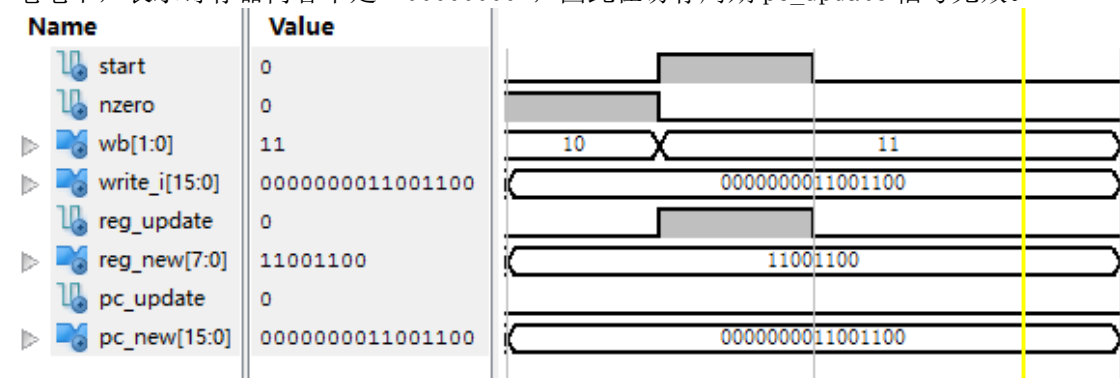 Name Value
start 0
nzero 0
wb[1:0] 11 10 11
write_i[15:0] 0000000011001100 0000000011001100
reg_update 0
reg_new[7:0] 11001100 11001100
pc_update 0
pc_new[15:0] 0000000011001100 0000000011001100